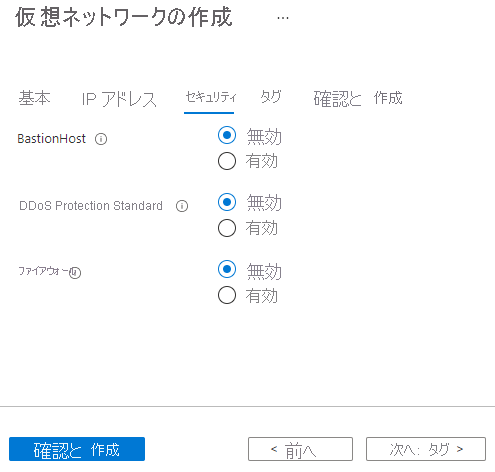 仮想ネットワークの作成 ...
基本 IP アドレス セキュリティ タグ 確認と 作成
BastionHost
無効
有効
DDoS Protection Standard
無効
有効
ファイアウォール
無効
有効
確認と 作成 < 前へ 次へ: タグ >